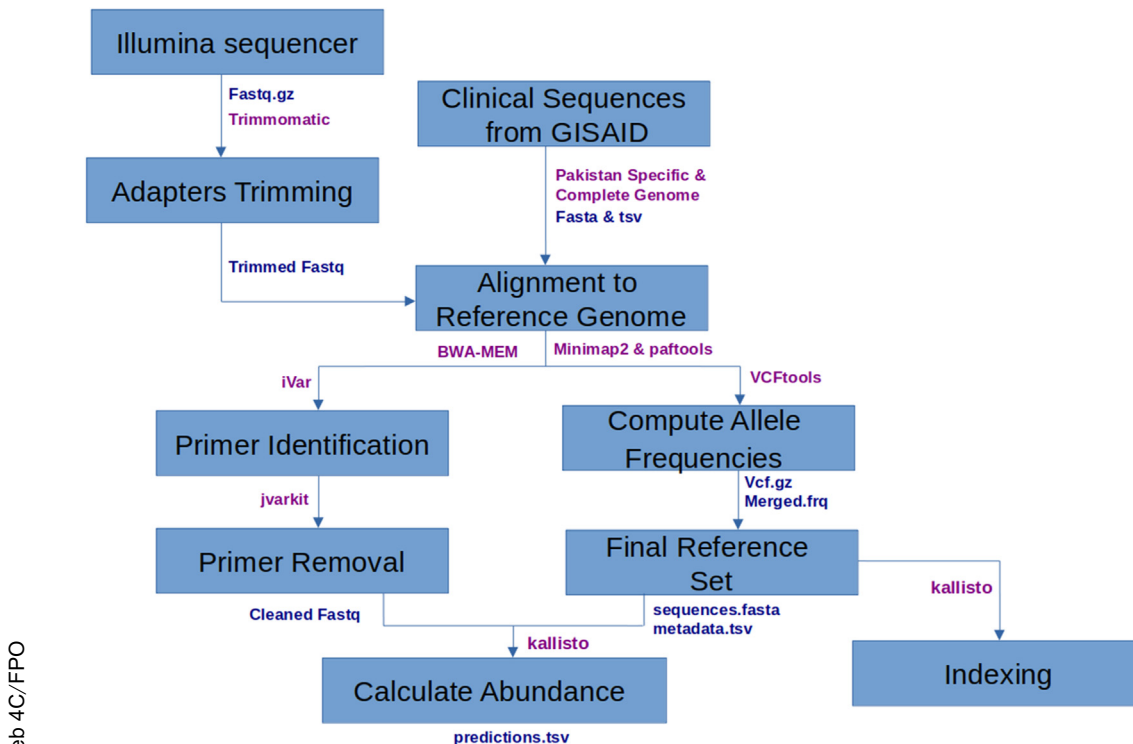 Illumina sequencer
Fastq.gz
Trimmomatic
Clinical Sequences
from GISAID
Adapters Trimming
Pakistan Specific &
Complete Genome
Fasta & tsv
Trimmed Fastq
Alignment to
Reference Genome
BWA-MEM
Minimap2 & paftools
iVar
VCFtools
Primer Identification
Compute Allele
Frequencies
jvarkit
Vcf.gz
Merged.frq
Primer Removal
Final Reference
Set
kallisto
Cleaned Fastq
sequences.fasta
metadata.tsv
kallisto
Calculate Abundance
Indexing
predictions.tsv
eb 4C/FPO